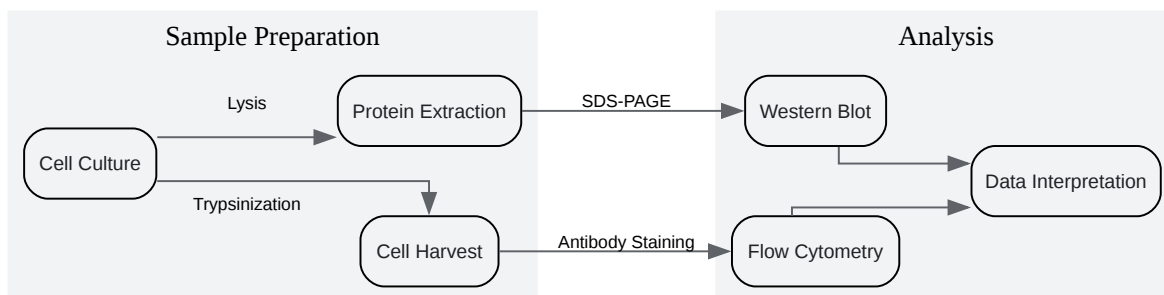 Sample Preparation
Analysis
Lysis
Protein Extraction
SDS-PAGE
Western Blot
Cell Culture
Data Interpretation
Trypsinization
Cell Harvest
Antibody Staining
Flow Cytometry